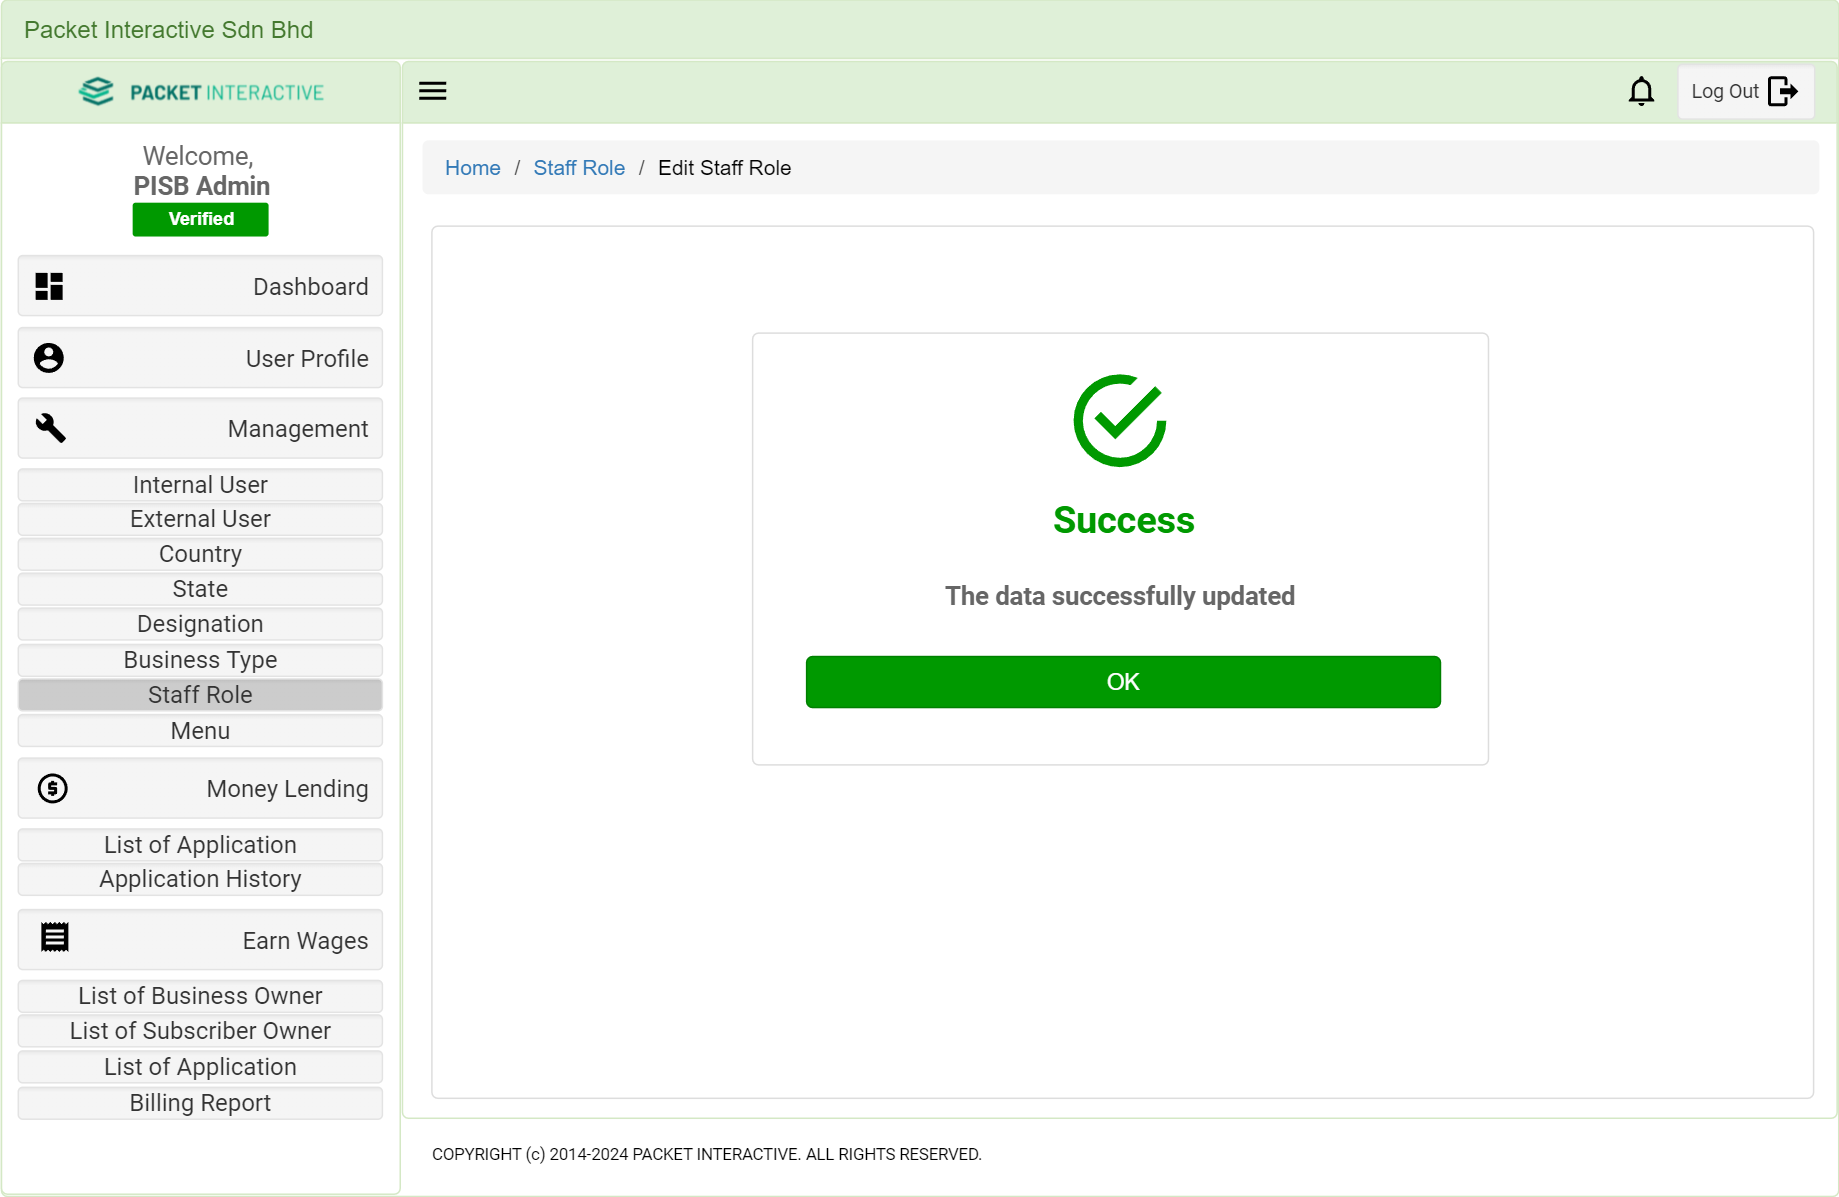 Packet Interactive Sdn Bhd
PACKET INTERACTIVE
Log Out
Welcome,
PISB Admin
Verified
Dashboard
User Profile
Management
Internal User
External User
Country
State
Designation
Business Type
Staff Role
Menu
Money Lending
List of Application
Application History
Earn Wages
List of Business Owner
List of Subscriber Owner
List of Application
Billing Report
Home / Staff Role / Edit Staff Role
Success
The data successfully updated
OK
COPYRIGHT (c) 2014-2024 PACKET INTERACTIVE. ALL RIGHTS RESERVED.